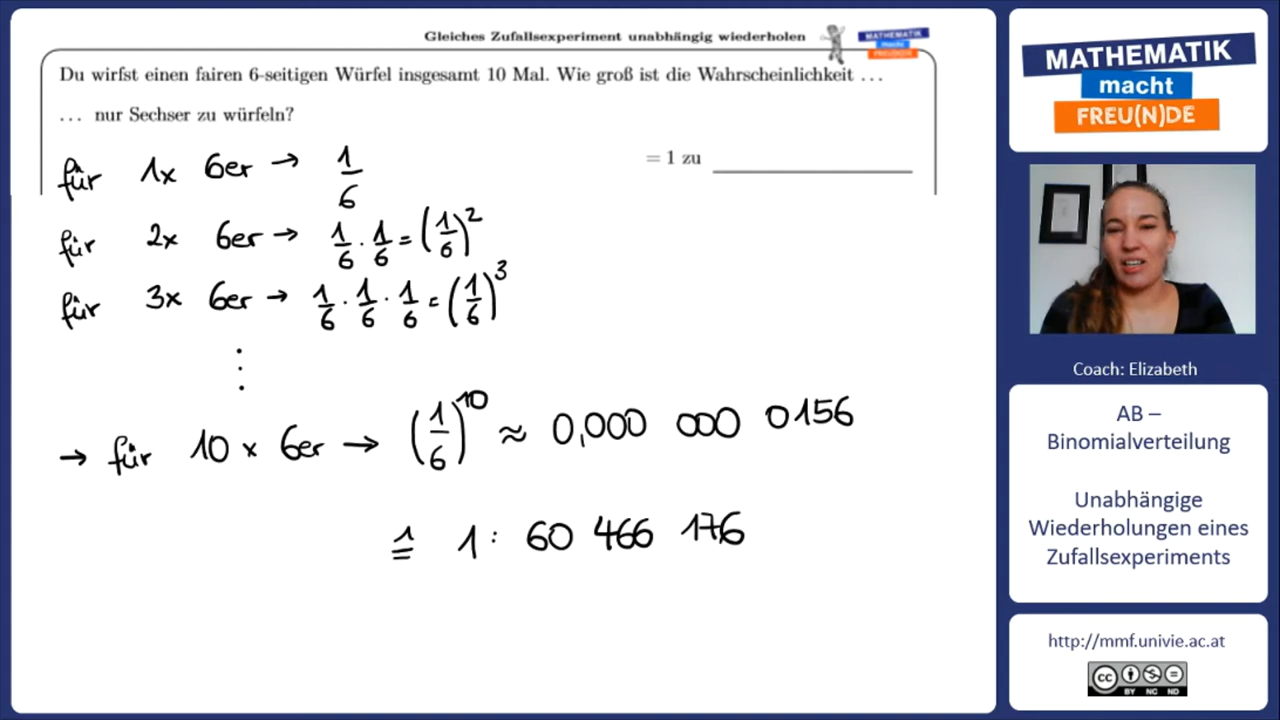 Gleiches Zufallsexperiment unabhängig wiederholen
MATHEMATIK
macht
FREU(N)DE
Du wirfst einen fairen 6-seitigen Würfel insgesamt 10 Mal. Wie groß ist die Wahrscheinlichkeit …
… nur Sechser zu würfeln?
= 1 zu ___
für 1x 6er → 1/6
für 2x 6er → 1/6 · 1/6 = (1/6)²
für 3x 6er → 1/6 · 1/6 · 1/6 = (1/6)³
⋮
→ für 10 x 6er → (1/6)¹⁰ ≈ 0,000 000 0156
≙ 1 : 60 466 176
MATHEMATIK
macht
FREU(N)DE
Coach: Elizabeth
AB –
Binomialverteilung
Unabhängige
Wiederholungen eines
Zufallsexperiments
http://mmf.univie.ac.at
cc
BY NC ND